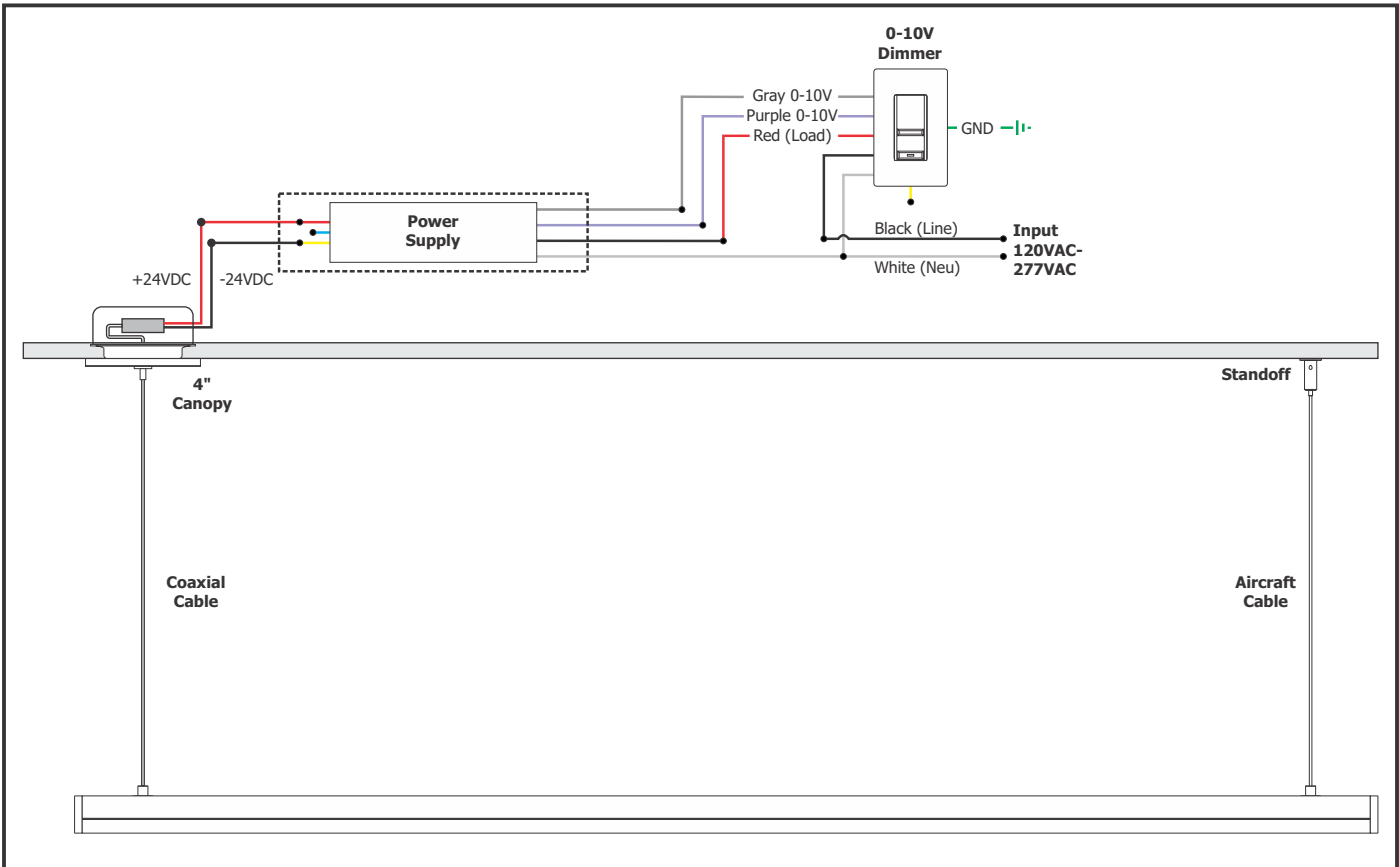 0-10V
Dimmer
Gray 0-10V
Purple 0-10V
Red (Load)
GND
Power
Supply
Black (Line)
White (Neu)
Input
120VAC-
277VAC
+24VDC
-24VDC
4"
Canopy
Standoff
Coaxial
Cable
Aircraft
Cable